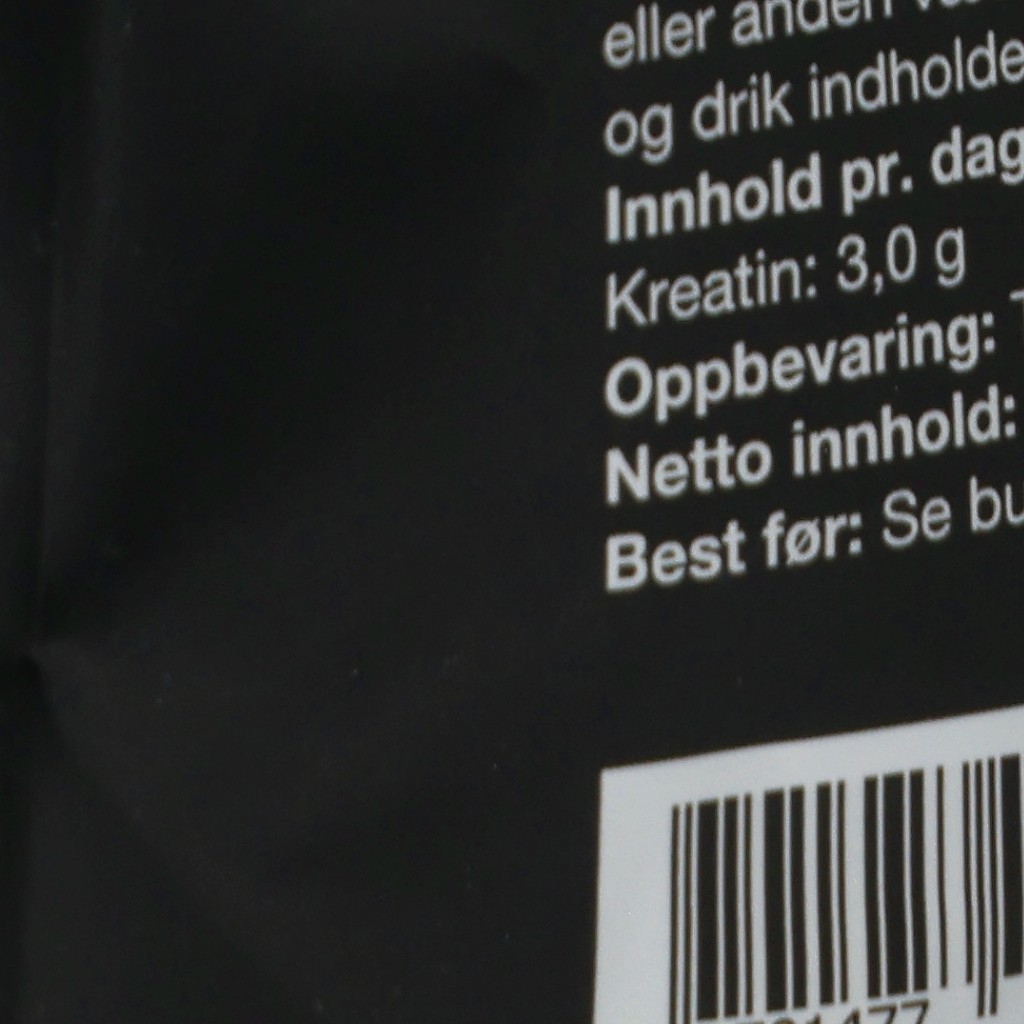 eller anden
og drik indholde
Innhold pr. dag
Kreatin: 3,0 g
Oppbevaring:
Netto innhold:
Best før: Se bu